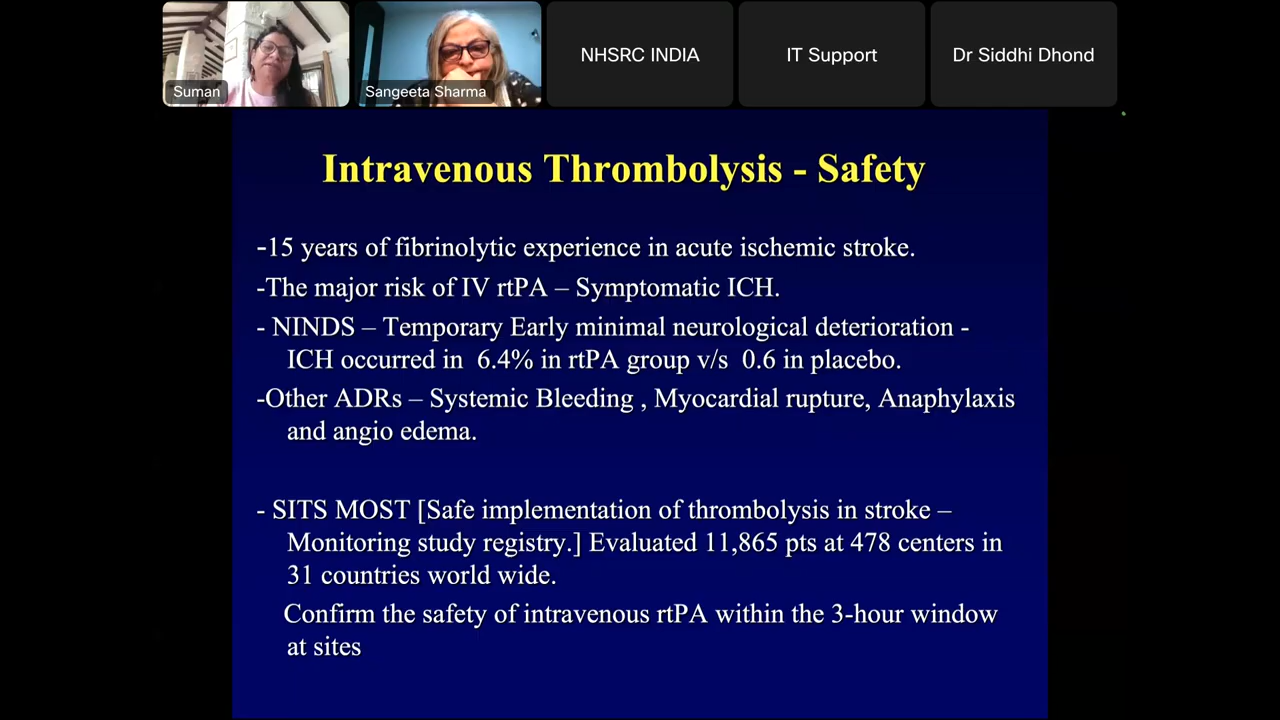 Suman
Sangeeta Sharma
NHSRC INDIA
IT Support
Dr Siddhi Dhond
Intravenous Thrombolysis - Safety
-15 years of fibrinolytic experience in acute ischemic stroke.
-The major risk of IV rtPA – Symptomatic ICH.
- NINDS – Temporary Early minimal neurological deterioration -
ICH occurred in 6.4% in rtPA group v/s 0.6 in placebo.
-Other ADRs – Systemic Bleeding , Myocardial rupture, Anaphylaxis
and angio edema.
- SITS MOST [Safe implementation of thrombolysis in stroke –
Monitoring study registry.] Evaluated 11,865 pts at 478 centers in
31 countries world wide.
Confirm the safety of intravenous rtPA within the 3-hour window
at sites